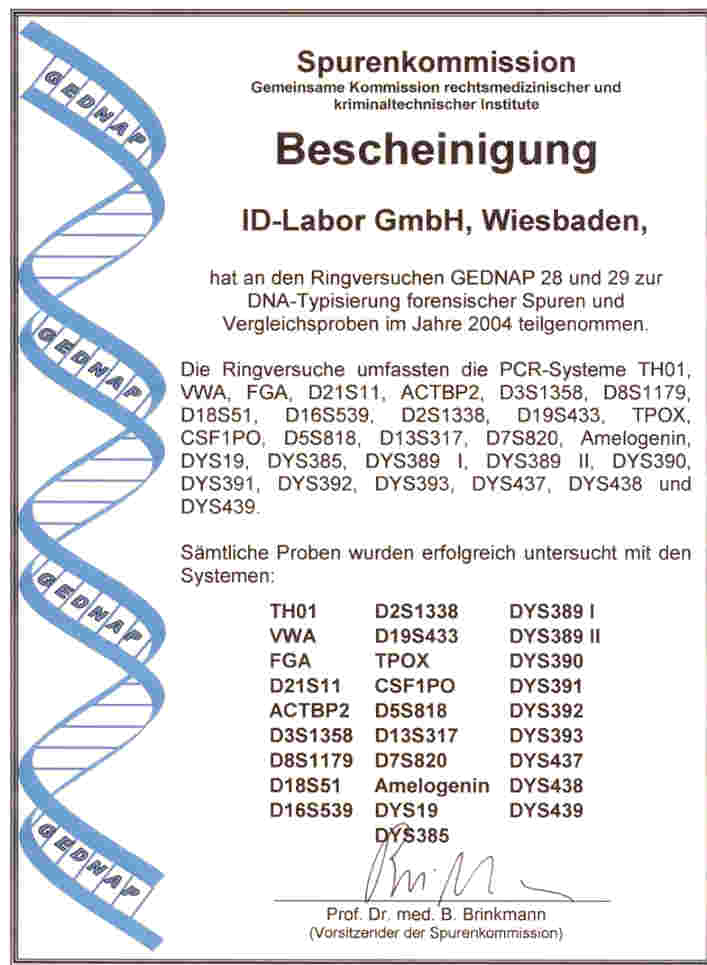 GEDNAP
Spurenkommission
Gemeinsame Kommission rechtsmedizinischer und
kriminaltechnischer Institute
Bescheinigung
ID-Labor GmbH, Wiesbaden,
hat an den Ringversuchen GEDNAP 28 und 29 zur
DNA-Typisierung forensischer Spuren und
Vergleichsproben im Jahre 2004 teilgenommen.
GEDNAP
Die Ringversuche umfassten die PCR-Systeme TH01,
VWA, FGA, D21S11, ACTBP2, D3S1358, D8S1179,
D18S51, D16S539, D2S1338, D19S433, TPOX,
CSF1PO, D5S818, D13S317, D7S820, Amelogenin,
DYS19, DYS385, DYS389 I, DYS389 II, DYS390,
DYS391, DYS392, DYS393, DYS437, DYS438 und
DYS439.
Sämtliche Proben wurden erfolgreich untersucht mit den
Systemen:
GEDNAP
TH01 D2S1338 DYS389 I
VWA D19S433 DYS389 II
FGA TPOX DYS390
D21S11 CSF1PO DYS391
ACTBP2 D5S818 DYS392
D3S1358 D13S317 DYS393
D8S1179 D7S820 DYS437
D18S51 Amelogenin DYS438
D16S539 DYS19 DYS439
DYS385
GEDNAP
Prof. Dr. med. B. Brinkmann
(Vorsitzender der Spurenkommission)